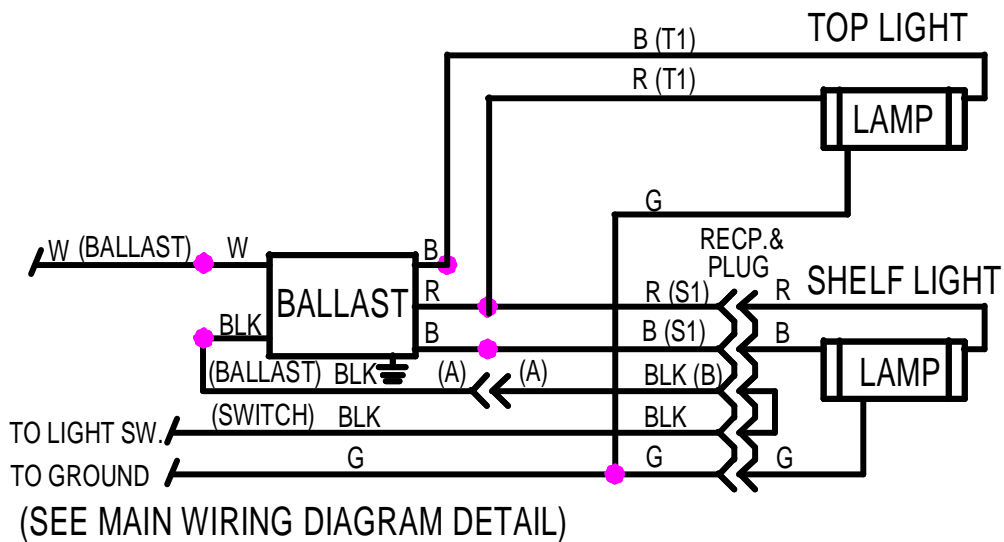 TOP LIGHT
B (T1)
R (T1)
LAMP
G
RECP.&
PLUG
W (BALLAST) W
B
BALLAST
R
R (S1)
R
SHELF LIGHT
BLK
B
B (S1)
B
(BALLAST) BLK
(A)
(A)
BLK (B)
LAMP
(SWITCH)
BLK
BLK
TO LIGHT SW.
G
G
G
TO GROUND
(SEE MAIN WIRING DIAGRAM DETAIL)